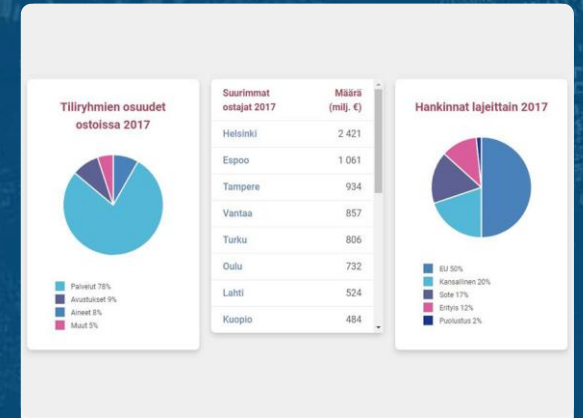 Tiliryhmien osuudet
ostoissa 2017
Palvelut 78%
Avustukset 9%
Aineet 8%
Muut 5%
Suurimmat Määrä
ostajat 2017 (milj. €)
Helsinki 2 421
Espoo 1 061
Tampere 934
Vantaa 857
Turku 806
Oulu 732
Lahti 524
Kuopio 484
Hankinnat lajeittain 2017
EU 50%
Kansallinen 20%
Sote 17%
Erityis 12%
Puolustus 2%